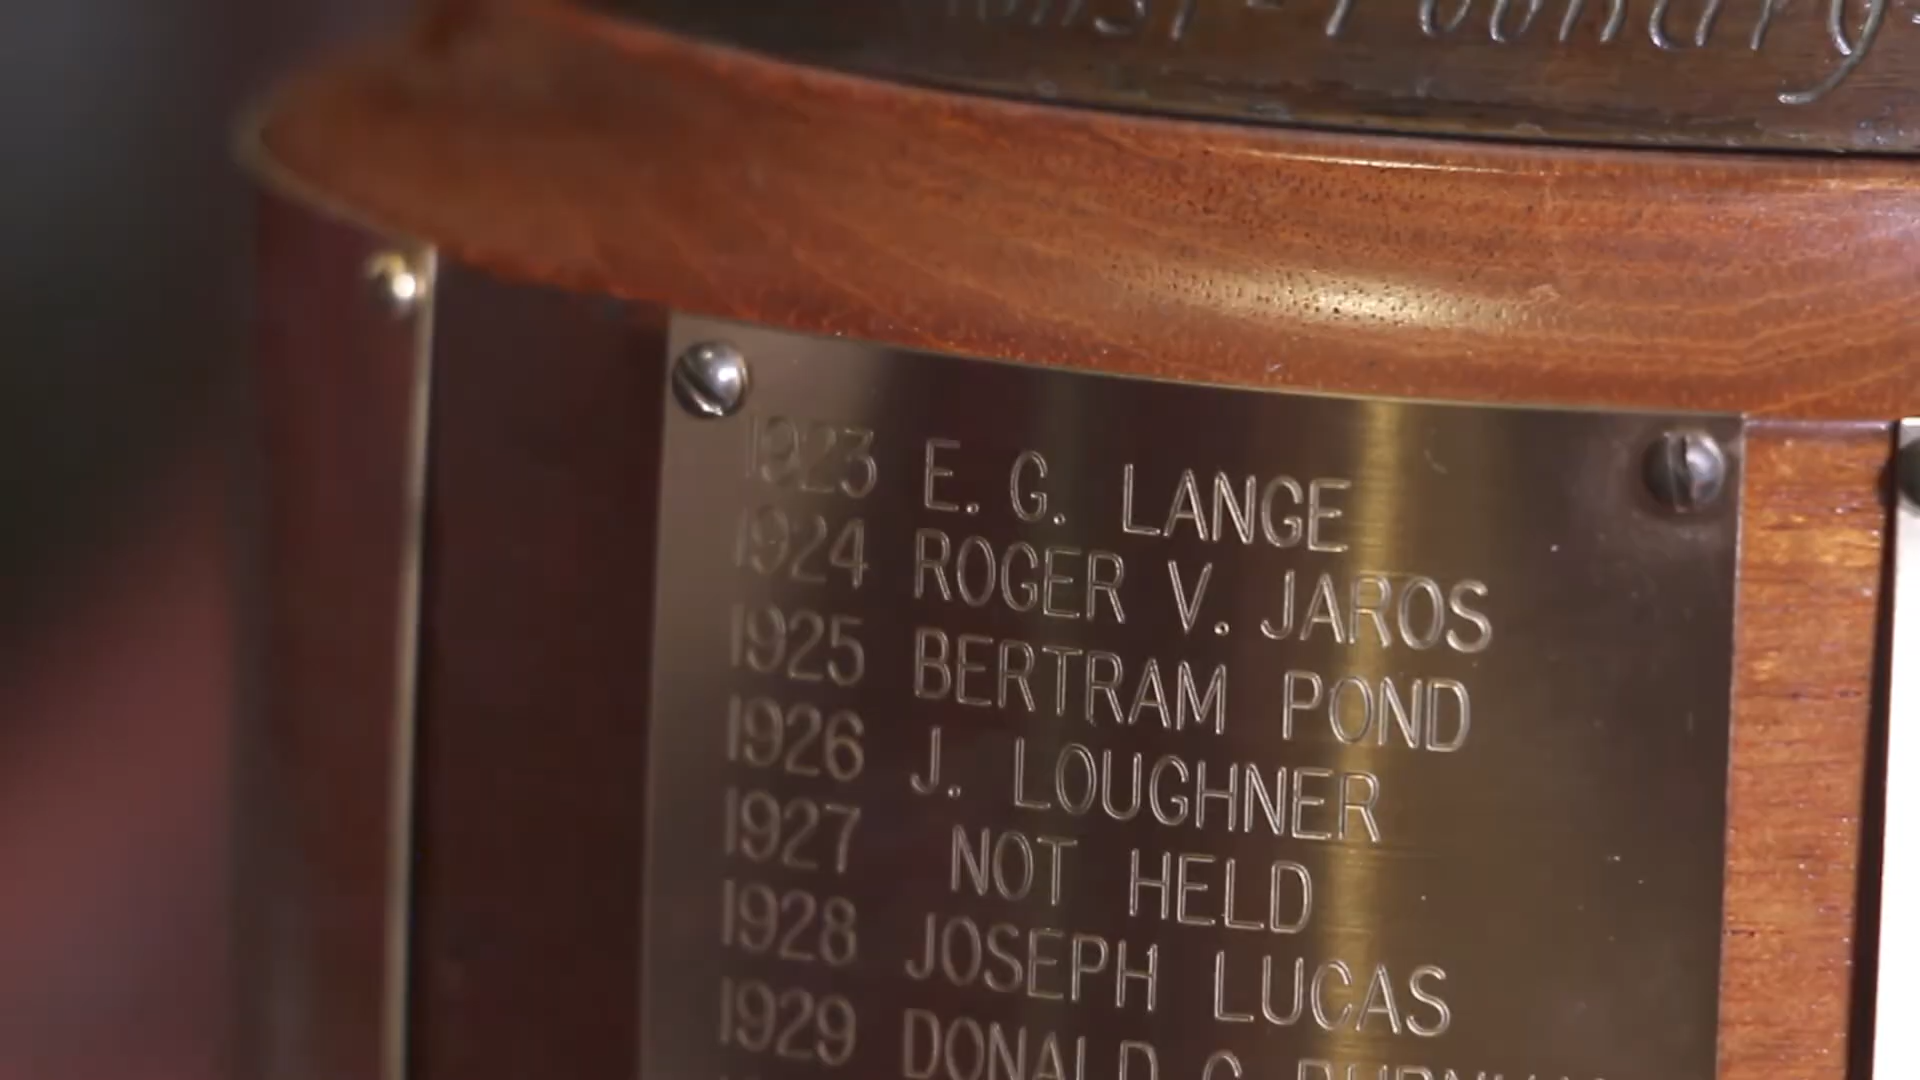 1923 E. G. LANGE
1924 ROGER V. JAROS
1925 BERTRAM POND
1926 J. LOUGHNER
1927 NOT HELD
1928 JOSEPH LUCAS
1929 DONALD